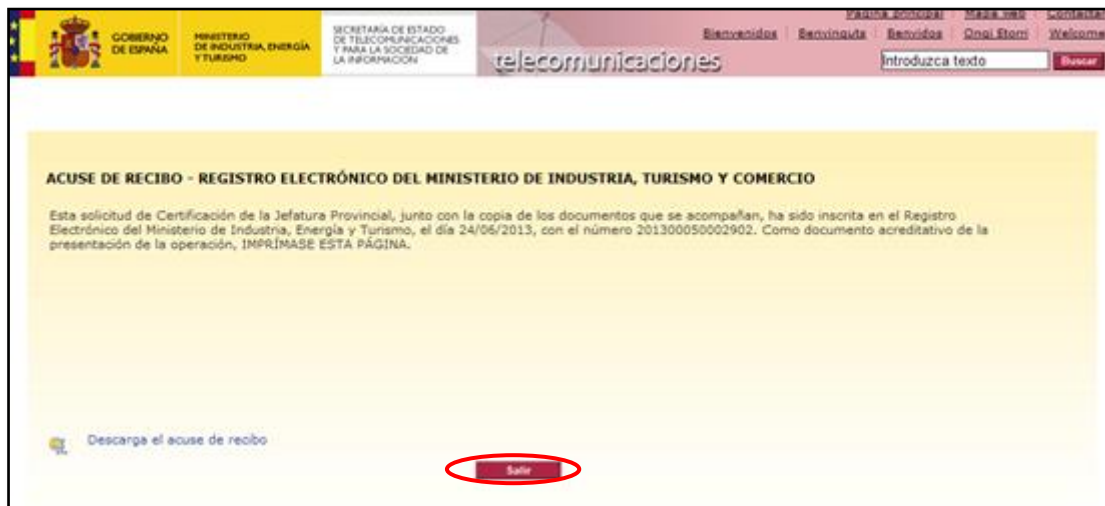 GOBIERNO
DE ESPAÑA
MINISTERIO
DE INDUSTRIA, ENERGÍA
Y TURISMO
SECRETARÍA DE ESTADO
DE TELECOMUNICACIONES
Y PARA LA SOCIEDAD DE
LA INFORMACIÓN
telecomunicaciones
Página principal Mapa web Contactar
Bienvenidos Benvinguts Benvidos Ongi Etorri Welcome
Introduzca texto Buscar
ACUSE DE RECIBO - REGISTRO ELECTRÓNICO DEL MINISTERIO DE INDUSTRIA, TURISMO Y COMERCIO
Esta solicitud de Certificación de la Jefatura Provincial, junto con la copia de los documentos que se acompañan, ha sido inscrita en el Registro
Electrónico del Ministerio de Industria, Energía y Turismo, el día 24/06/2013, con el número 201300050002902. Como documento acreditativo de la
presentación de la operación, IMPRÍMASE ESTA PÁGINA.
Descarga el acuse de recibo
Salir